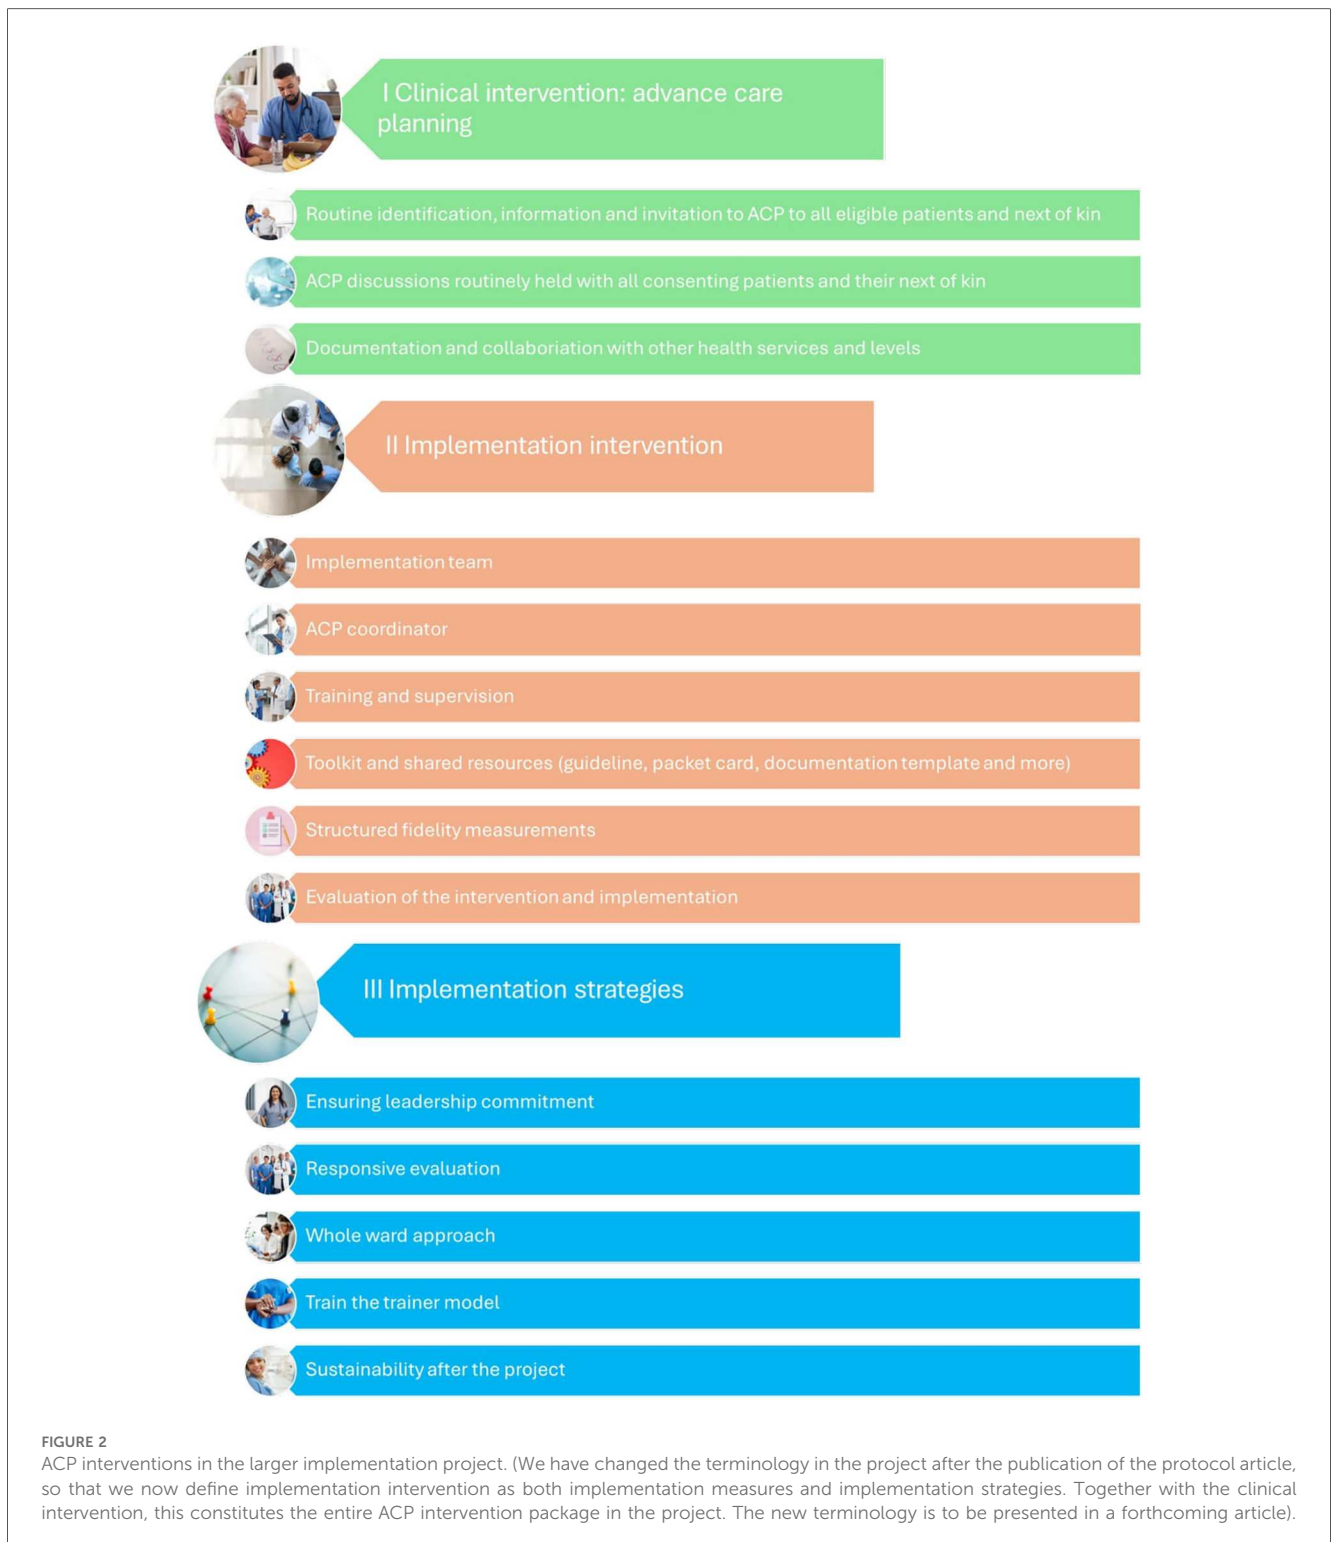 I Clinical intervention: advance care
planning
Routine identification, information and invitation to ACP to all eligible patients and next of kin
ACP discussions routinely held with all consenting patients and their next of kin
Documentation and collaboriation with other health services and levels
II Implementation intervention
Implementation team
ACP coordinator
Training and supervision
Toolkit and shared resources (guideline, packet card, documentation template and more)
Structured fidelity measurements
Evaluation of the intervention and implementation
III Implementation strategies
Ensuring leadership commitment
Responsive evaluation
Whole ward approach
Train the trainer model
Sustainability after the project
FIGURE 2
ACP interventions in the larger implementation project. (We have changed the terminology in the project after the publication of the protocol article,
so that we now define implementation intervention as both implementation measures and implementation strategies. Together with the clinical
intervention, this constitutes the entire ACP intervention package in the project. The new terminology is to be presented in a forthcoming article).